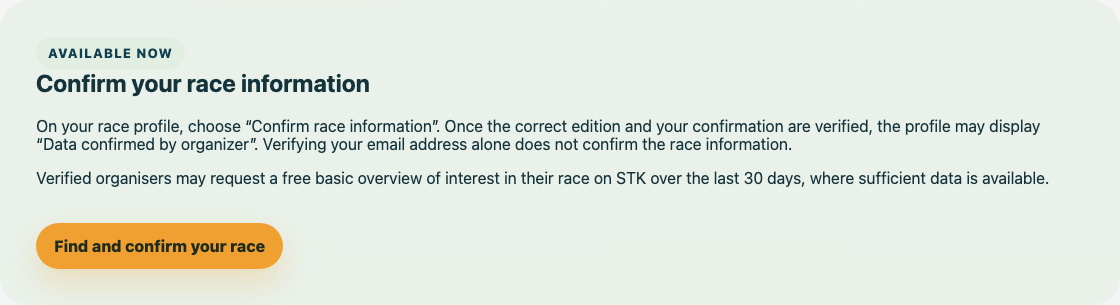 AVAILABLE NOW
Confirm your race information
On your race profile, choose “Confirm race information”. Once the correct edition and your confirmation are verified, the profile may display
“Data confirmed by organizer”. Verifying your email address alone does not confirm the race information.
Verified organisers may request a free basic overview of interest in their race on STK over the last 30 days, where sufficient data is available.
Find and confirm your race